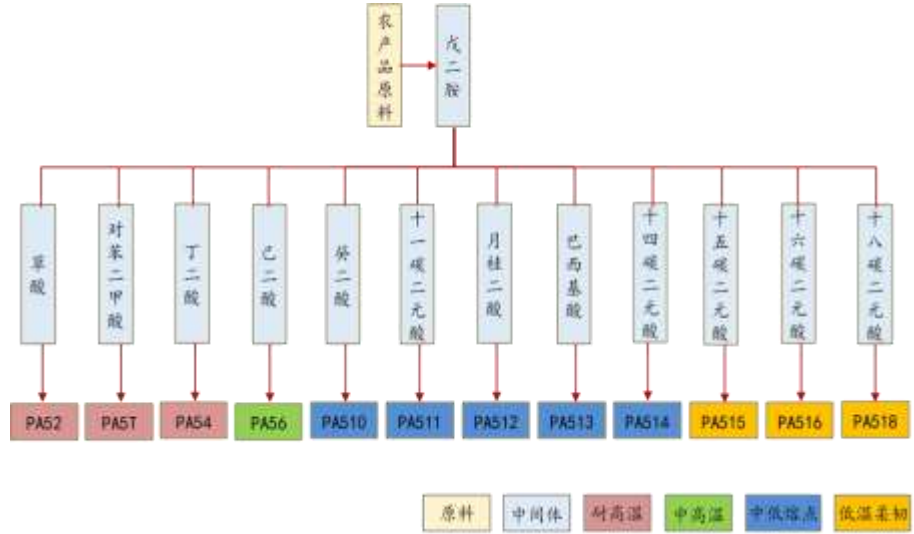 农产品原料
戊二胺
草酸
对苯二甲酸
丁二酸
己二酸
癸二酸
十一碳二元酸
月桂二酸
巴西基酸
十四碳二元酸
十五碳二元酸
十六碳二元酸
十八碳二元酸
PA52
PA5T
PA54
PA56
PA510
PA511
PA512
PA513
PA514
PA515
PA516
PA518
原料
中间体
耐高温
中高温
中低熔点
低温柔韧